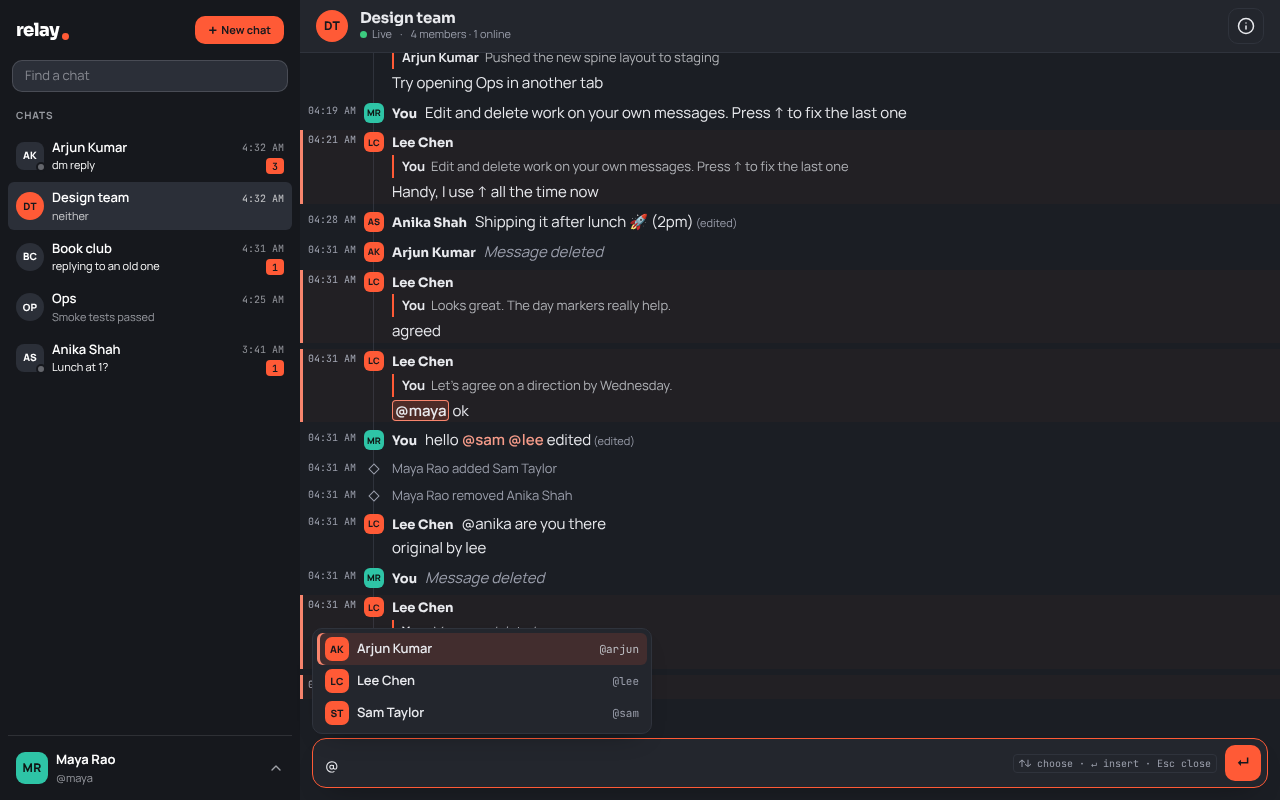 relay.
+ New chat
Find a chat
CHATS
AK Arjun Kumar 4:32 AM
dm reply 3
DT Design team 4:32 AM
neither
BC Book club 4:31 AM
replying to an old one 1
OP Ops 4:25 AM
Smoke tests passed
AS Anika Shah 3:41 AM
Lunch at 1? 1
MR Maya Rao
@maya
DT Design team
Live · 4 members · 1 online
Arjun Kumar Pushed the new spine layout to staging
Try opening Ops in another tab
04:19 AM MR You Edit and delete work on your own messages. Press ↑ to fix the last one
04:21 AM LC Lee Chen
You Edit and delete work on your own messages. Press ↑ to fix the last one
Handy, I use ↑ all the time now
04:28 AM AS Anika Shah Shipping it after lunch 🚀 (2pm) (edited)
04:31 AM AK Arjun Kumar Message deleted
04:31 AM LC Lee Chen
You Looks great. The day markers really help.
agreed
04:31 AM LC Lee Chen
You Let's agree on a direction by Wednesday.
@maya ok
04:31 AM MR You hello @sam @lee edited (edited)
04:31 AM Maya Rao added Sam Taylor
04:31 AM Maya Rao removed Anika Shah
04:31 AM LC Lee Chen @anika are you there
original by lee
04:31 AM MR You Message deleted
04:31 AM LC Lee Chen
AK Arjun Kumar @arjun
LC Lee Chen @lee
ST Sam Taylor @sam
@
↑↓ choose · ↵ insert · Esc close